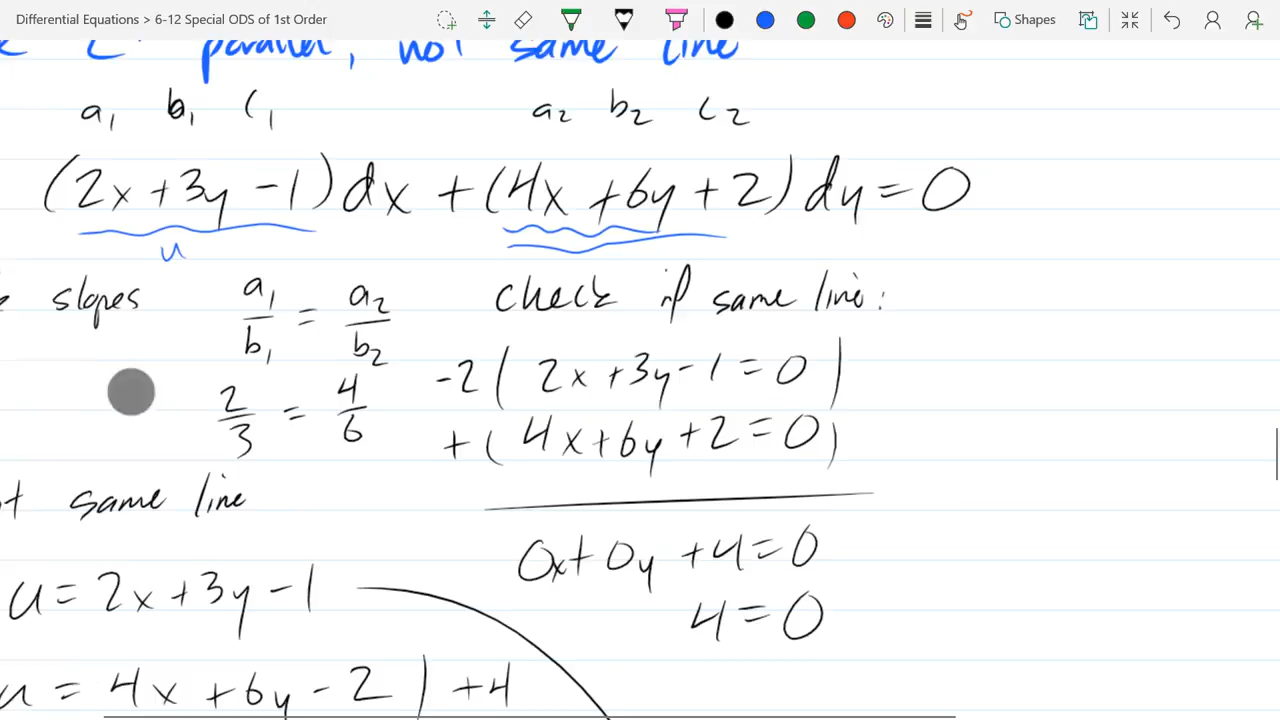 Differential Equations > 6-12 Special ODS of 1st Order
Shapes
2 parallel, not same line
a₁ b₁ c₁ a₂ b₂ c₂
(2x + 3y - 1)dx + (4x + 6y + 2)dy = 0
u
slopes a₁/b₁ = a₂/b₂ check if same line:
2/3 = 4/6 -2( 2x + 3y - 1 = 0 )
+( 4x + 6y + 2 = 0 )
same line
0x + 0y + 4 = 0
u = 2x + 3y - 1
4 = 0
u = 4x + 6y - 2 ) + 4